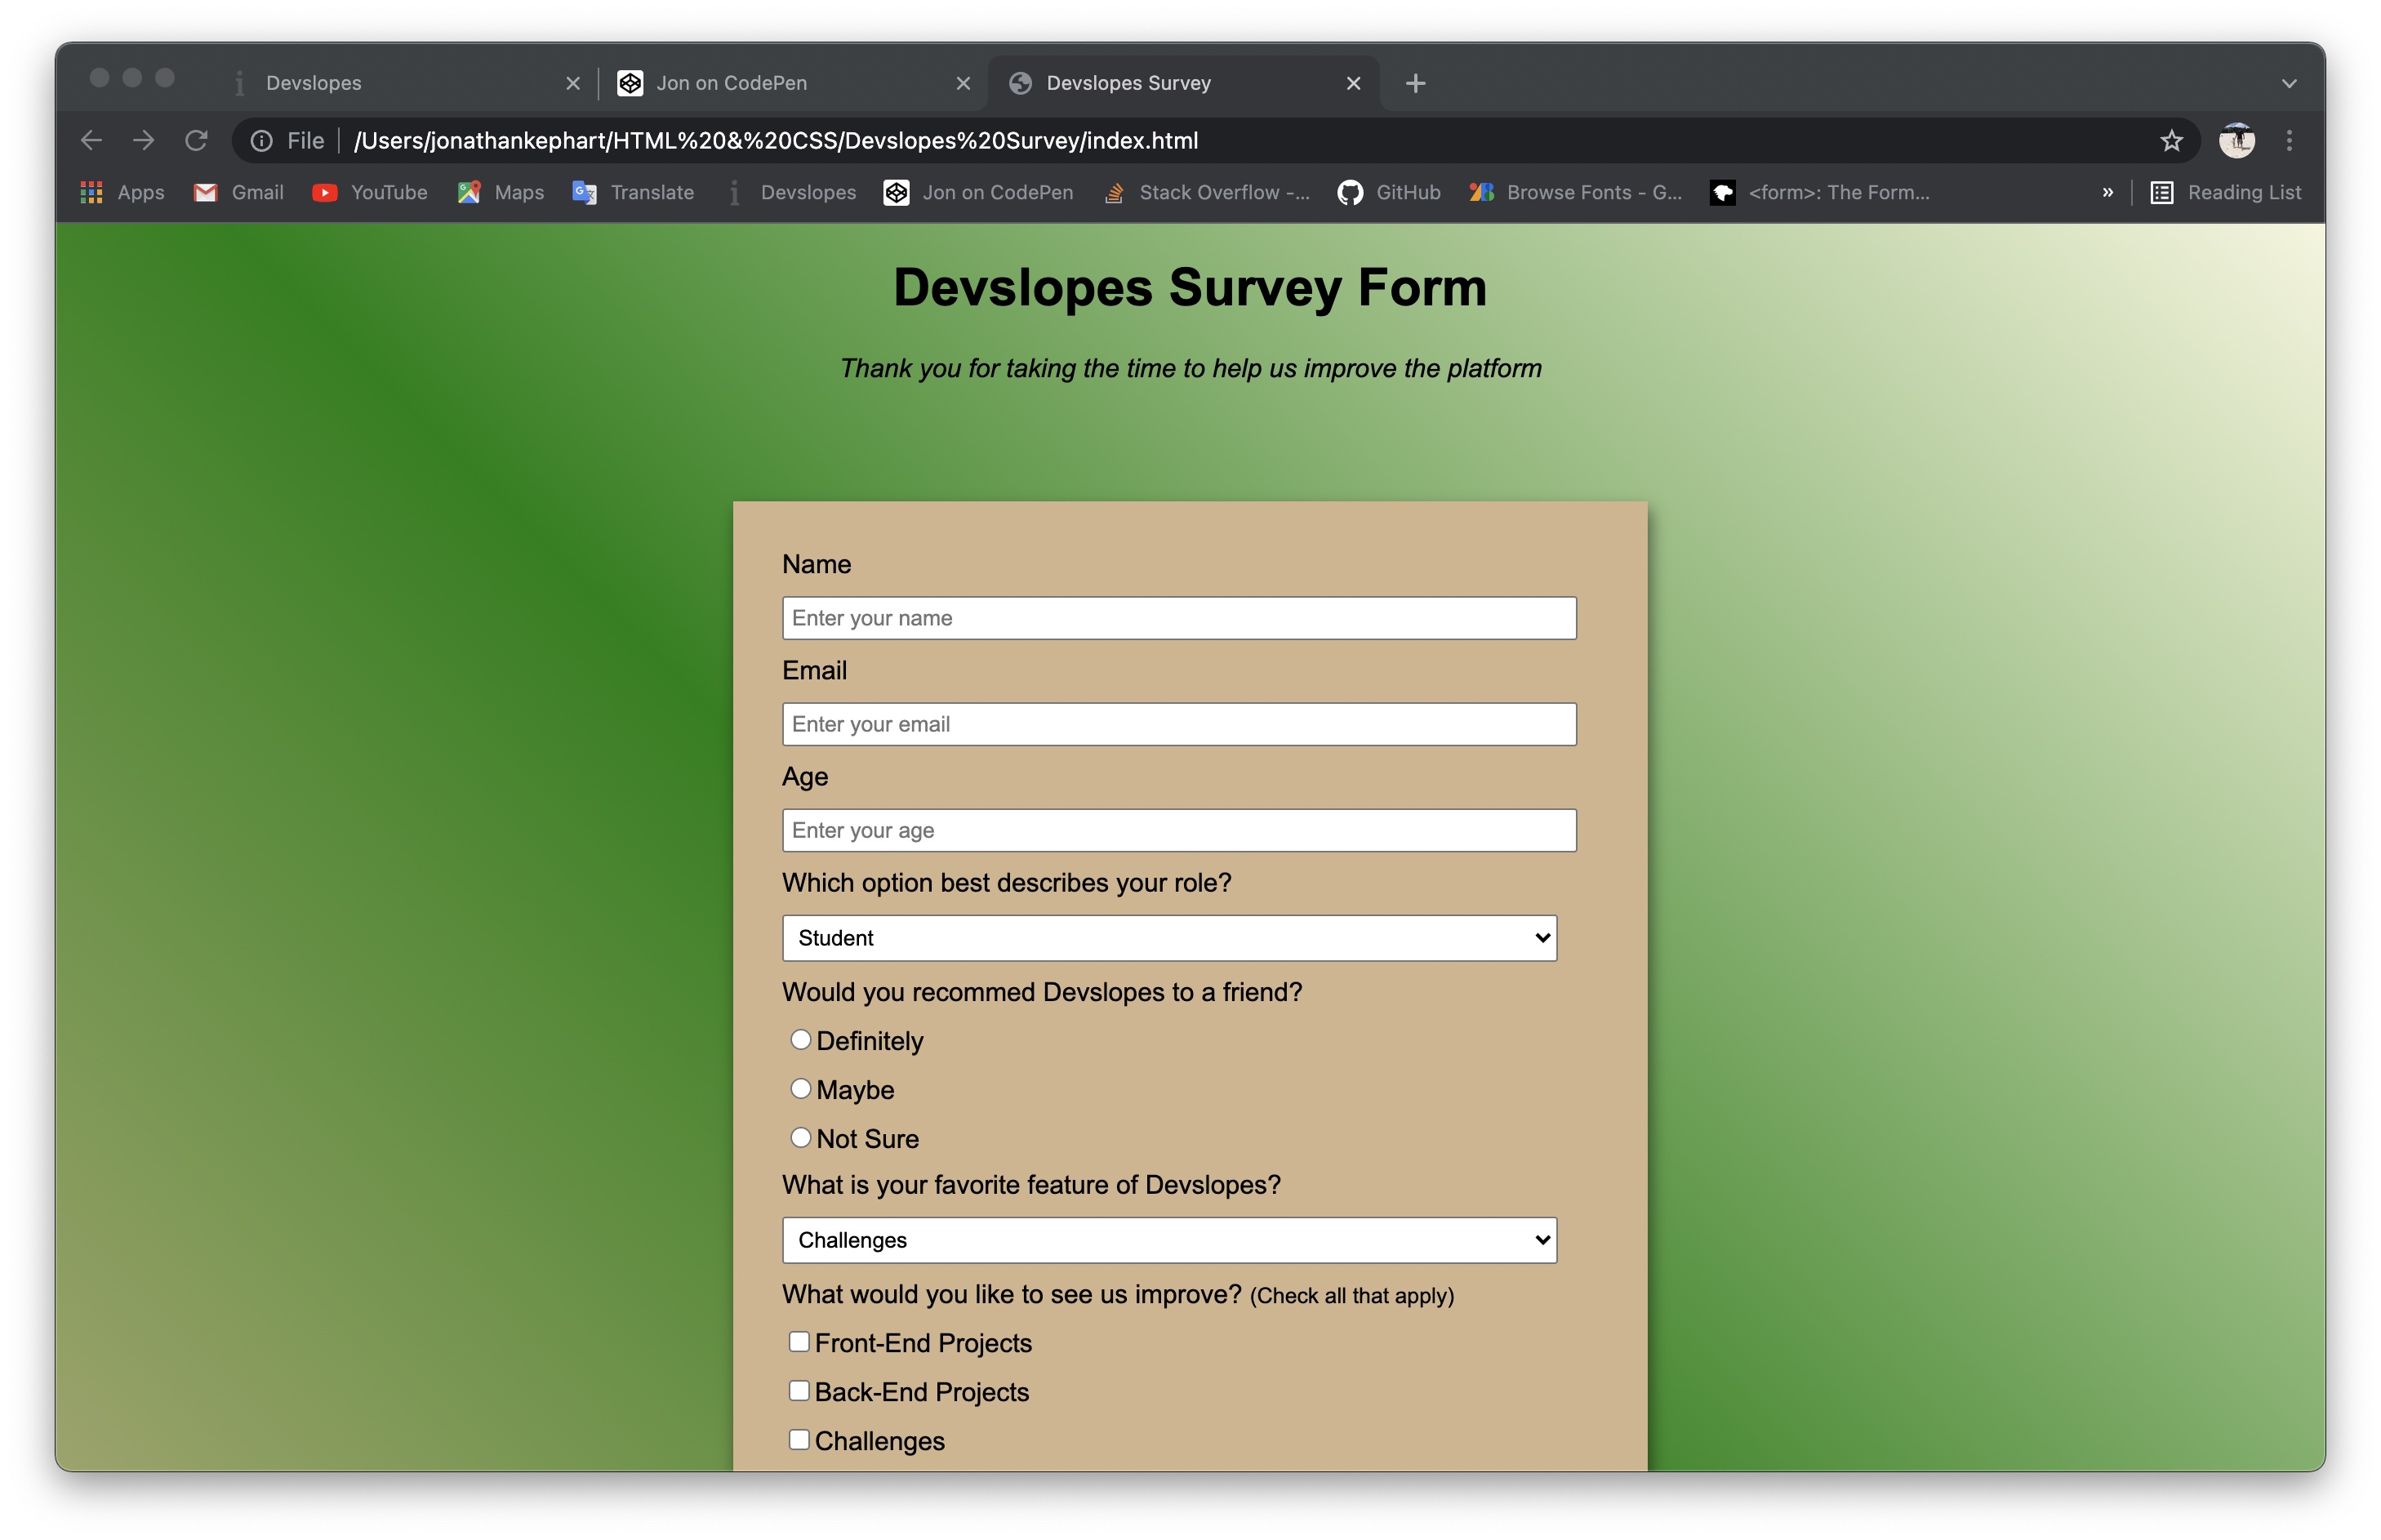 Devslopes
Jon on CodePen
Devslopes Survey
File
/Users/jonathankephart/HTML%20&%20CSS/Devslopes%20Survey/index.html
Apps
Gmail
YouTube
Maps
Translate
Devslopes
Jon on CodePen
Stack Overflow -...
GitHub
Browse Fonts - G...
<form>: The Form...
»
Reading List
Devslopes Survey Form
Thank you for taking the time to help us improve the platform
Name
Enter your name
Email
Enter your email
Age
Enter your age
Which option best describes your role?
Student
Would you recommed Devslopes to a friend?
Definitely
Maybe
Not Sure
What is your favorite feature of Devslopes?
Challenges
What would you like to see us improve? (Check all that apply)
Front-End Projects
Back-End Projects
Challenges